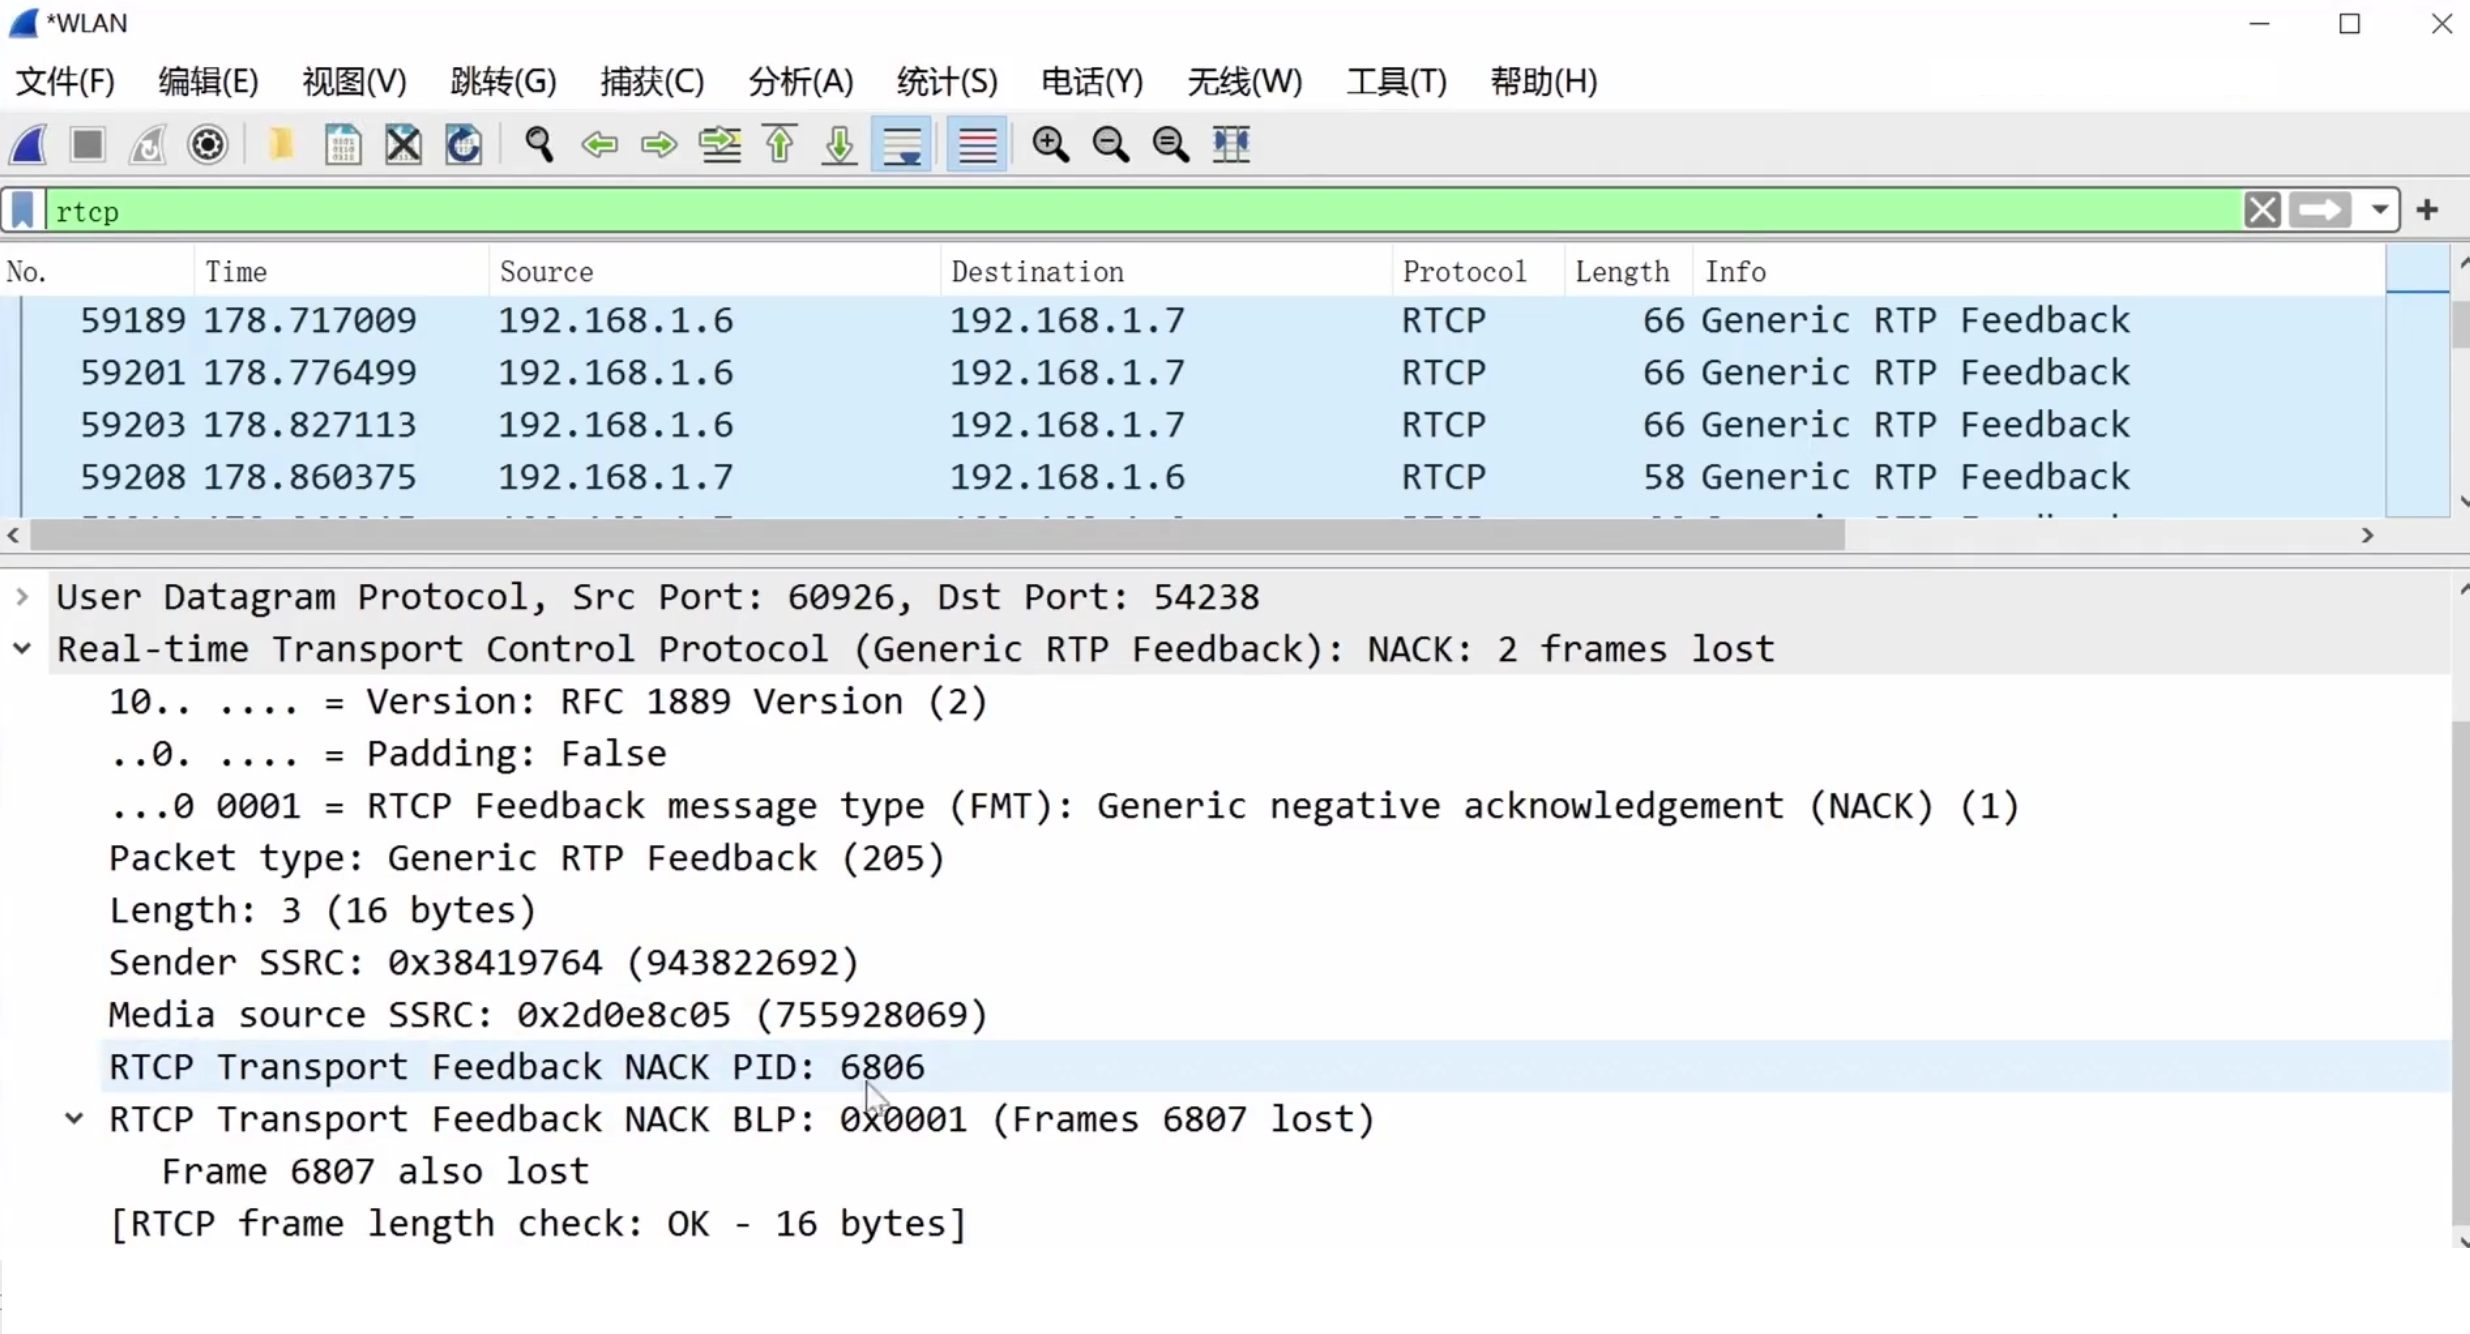 *WLAN
文件(F) 编辑(E) 视图(V) 跳转(G) 捕获(C) 分析(A) 统计(S) 电话(Y) 无线(W) 工具(T) 帮助(H)
rtcp
No. Time Source Destination Protocol Length Info
59189 178.717009 192.168.1.6 192.168.1.7 RTCP 66 Generic RTP Feedback
59201 178.776499 192.168.1.6 192.168.1.7 RTCP 66 Generic RTP Feedback
59203 178.827113 192.168.1.6 192.168.1.7 RTCP 66 Generic RTP Feedback
59208 178.860375 192.168.1.7 192.168.1.6 RTCP 58 Generic RTP Feedback
User Datagram Protocol, Src Port: 60926, Dst Port: 54238
Real-time Transport Control Protocol (Generic RTP Feedback): NACK: 2 frames lost
10.. .... = Version: RFC 1889 Version (2)
..0. .... = Padding: False
...0 0001 = RTCP Feedback message type (FMT): Generic negative acknowledgement (NACK) (1)
Packet type: Generic RTP Feedback (205)
Length: 3 (16 bytes)
Sender SSRC: 0x38419764 (943822692)
Media source SSRC: 0x2d0e8c05 (755928069)
RTCP Transport Feedback NACK PID: 6806
RTCP Transport Feedback NACK BLP: 0x0001 (Frames 6807 lost)
Frame 6807 also lost
[RTCP frame length check: OK - 16 bytes]